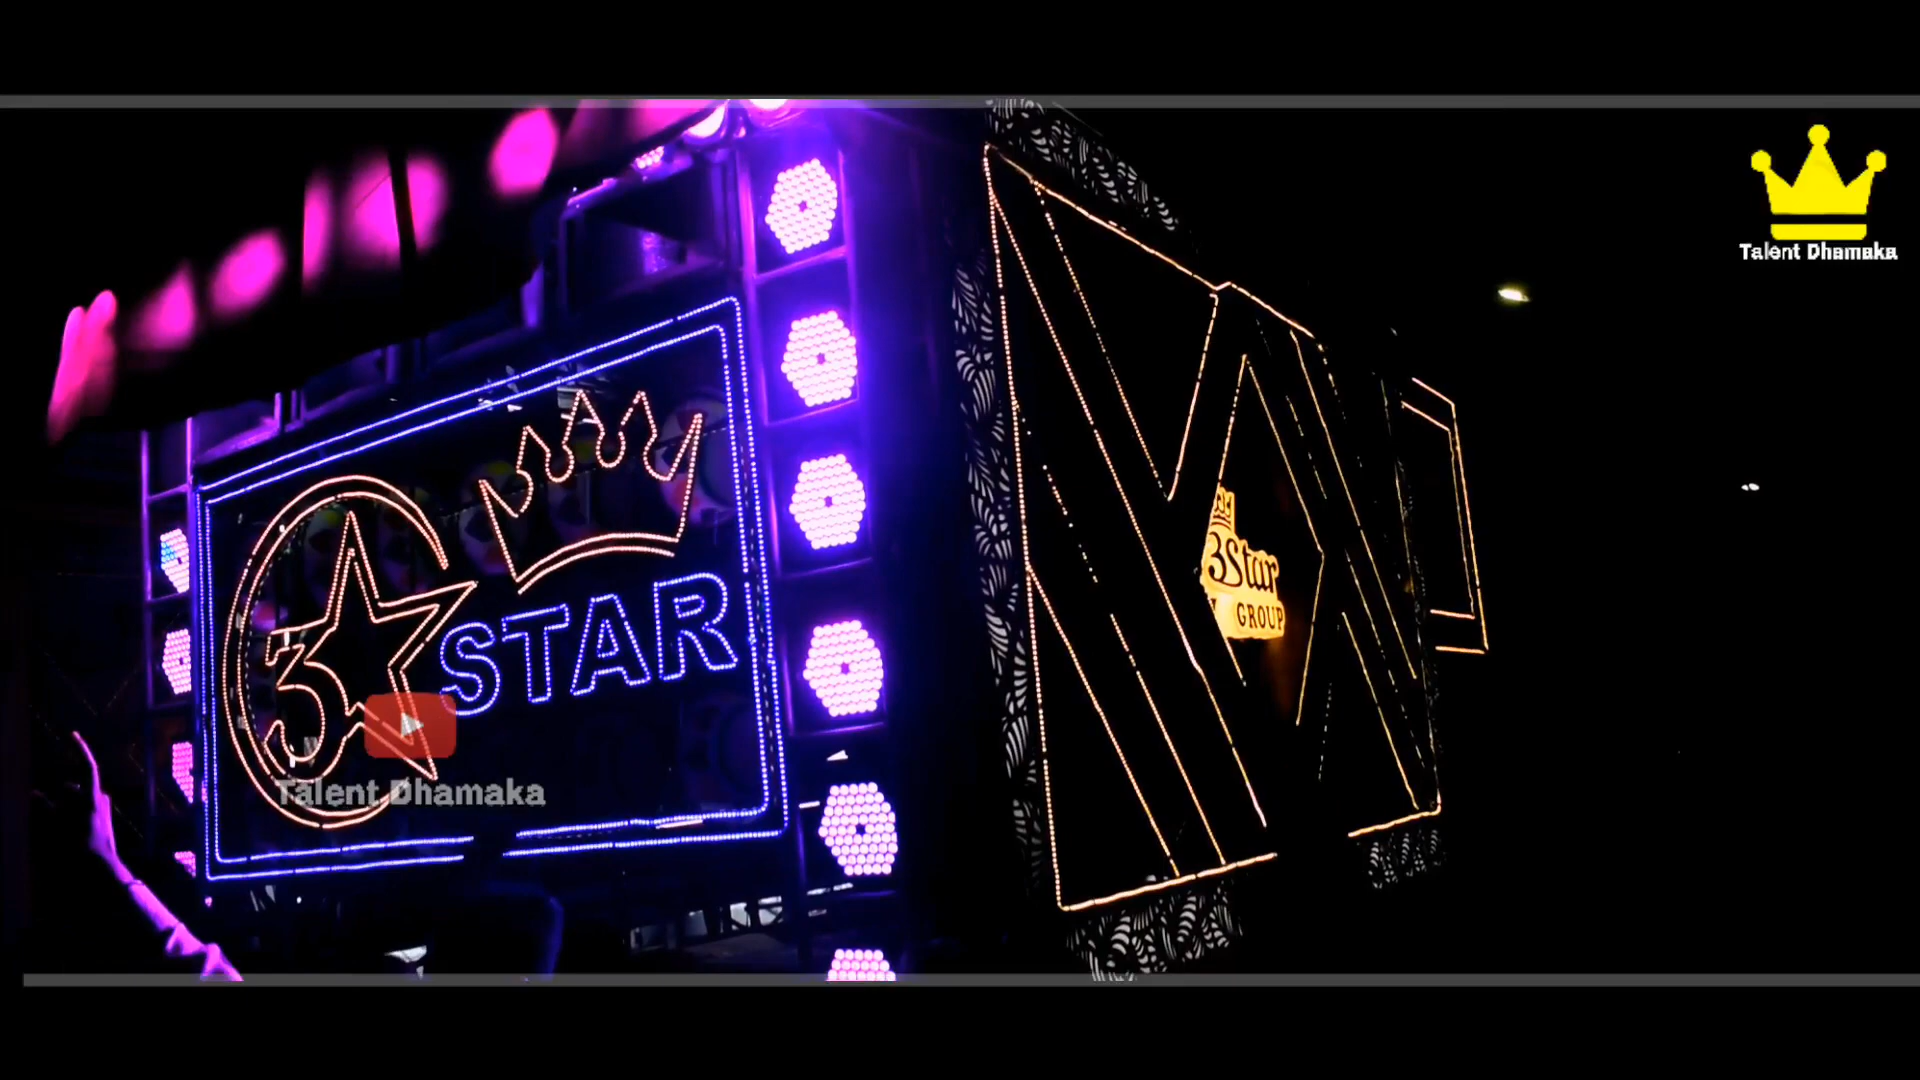 Talent Dhamaka
3 STAR
3Star
GROUP
Talent Dhamaka